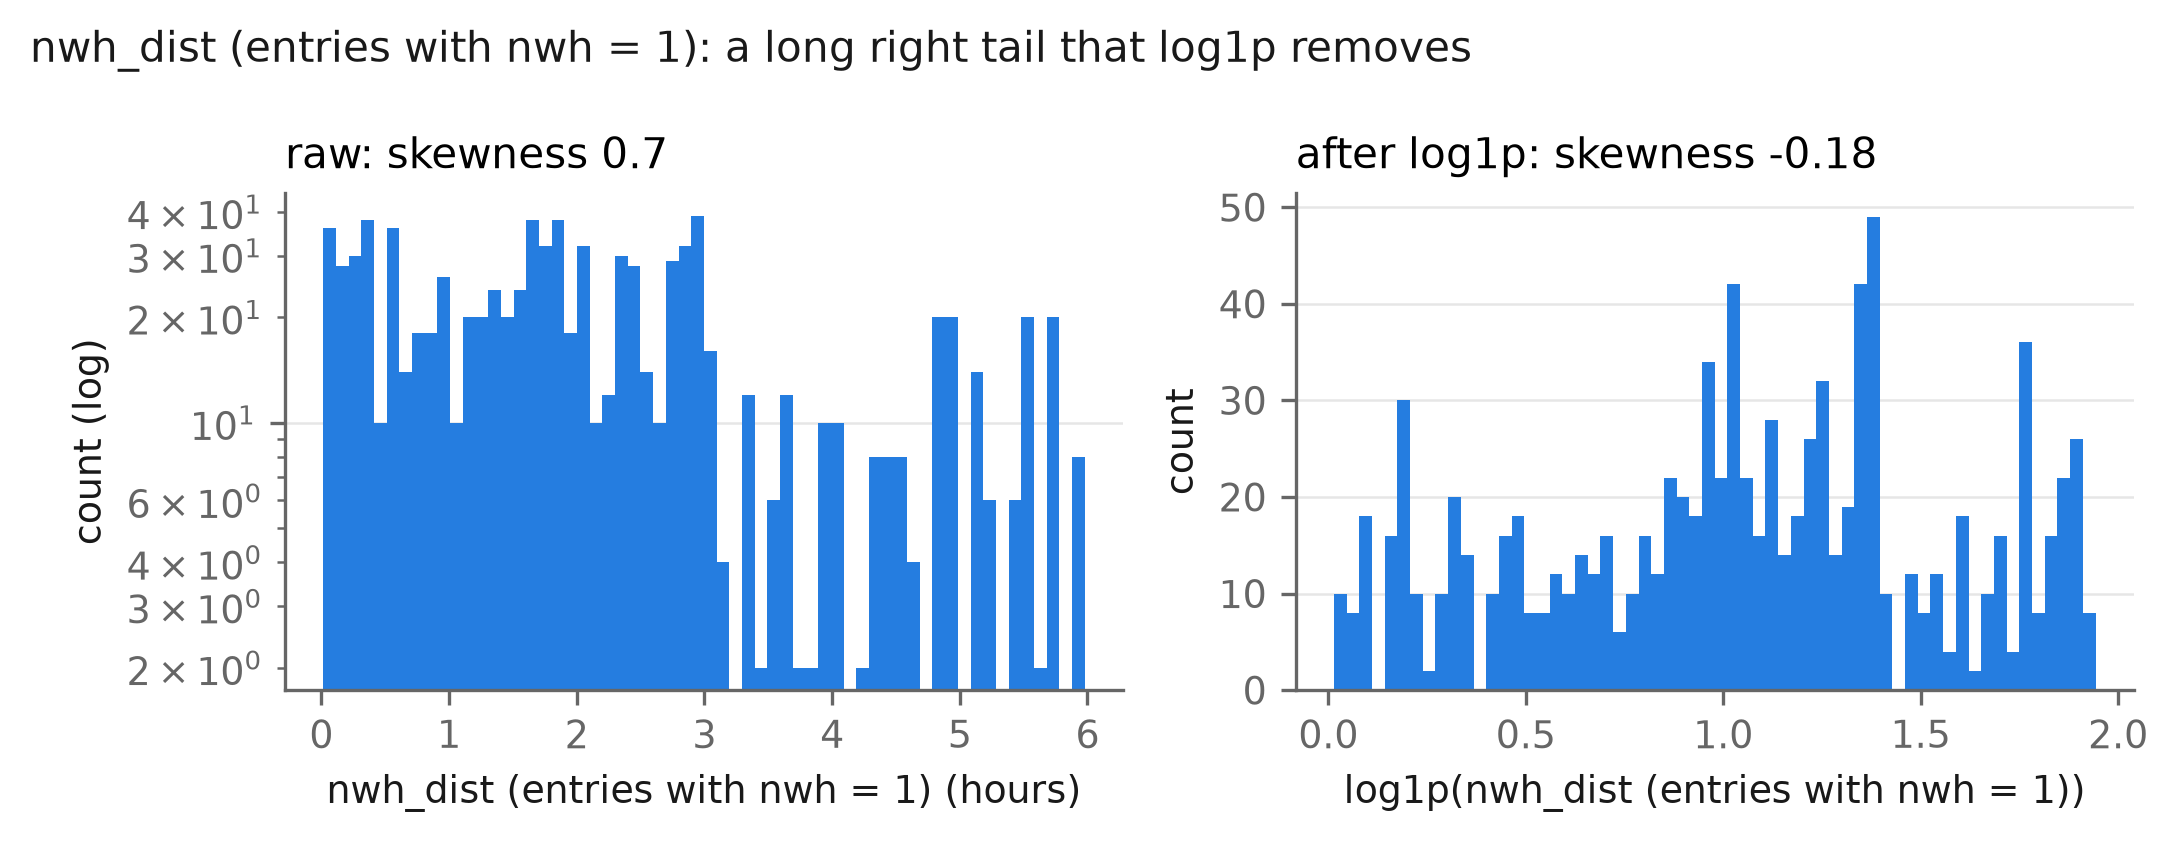 nwh_dist (entries with nwh = 1): a long right tail that log1p removes
raw: skewness 0.7
4 × 10¹
3 × 10¹
2 × 10¹
10¹
6 × 10⁰
4 × 10⁰
3 × 10⁰
2 × 10⁰
count (log)
0 1 2 3 4 5 6
nwh_dist (entries with nwh = 1) (hours)
after log1p: skewness -0.18
50
40
30
20
10
0
count
0.0 0.5 1.0 1.5 2.0
log1p(nwh_dist (entries with nwh = 1))